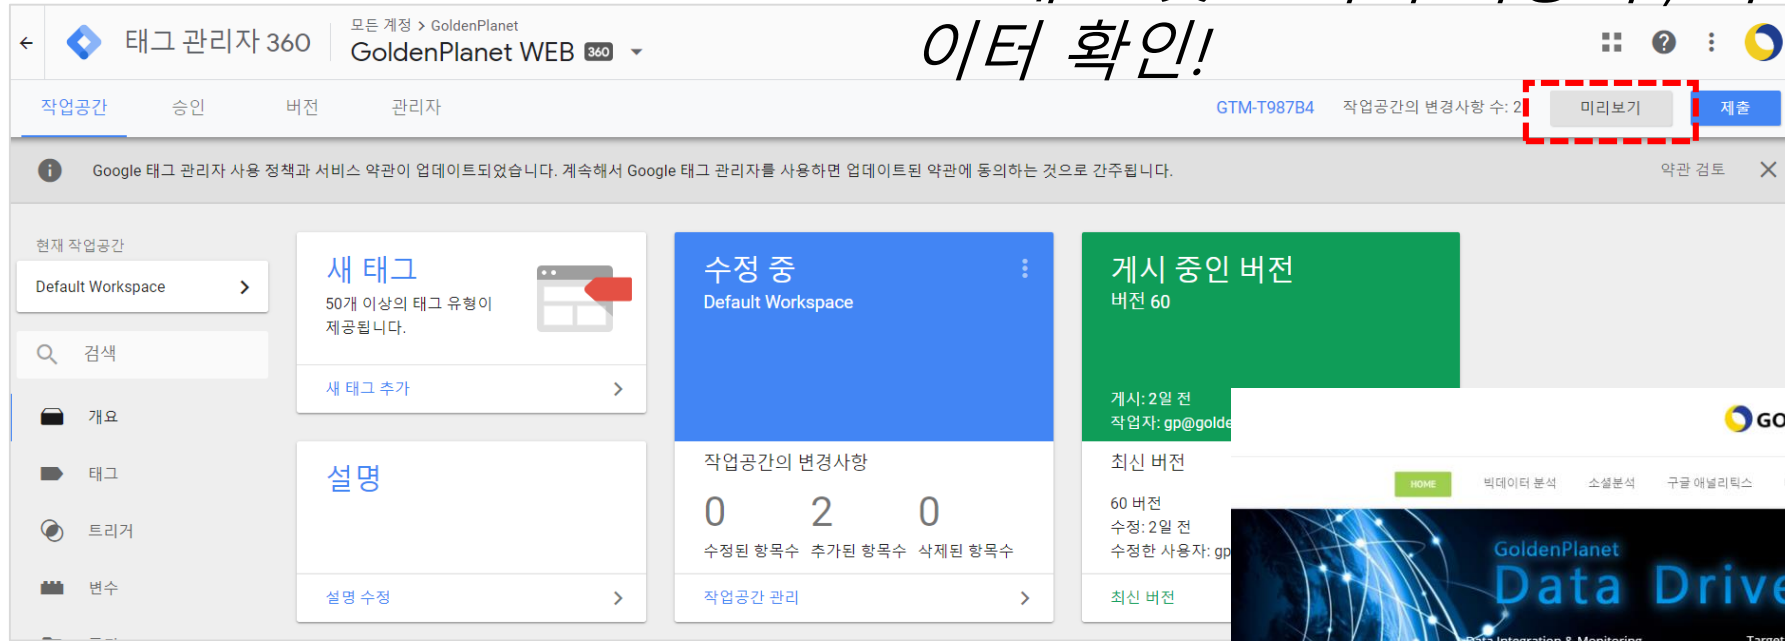 이터 확인!
모든 계정 > GoldenPlanet
태그 관리자 360
GoldenPlanet WEB 360
작업공간 승인 버전 관리자
GTM-T987B4 작업공간의 변경사항 수: 2 미리보기 제출
Google 태그 관리자 사용 정책과 서비스 약관이 업데이트되었습니다. 계속해서 Google 태그 관리자를 사용하면 업데이트된 약관에 동의하는 것으로 간주됩니다. 약관 검토
현재 작업공간
Default Workspace
검색
개요
태그
트리거
변수
새 태그
50개 이상의 태그 유형이
제공됩니다.
새 태그 추가
설명
설명 수정
수정 중
Default Workspace
작업공간의 변경사항
0 2 0
수정된 항목수 추가된 항목수 삭제된 항목수
작업공간 관리
게시 중인 버전
버전 60
게시: 2일 전
작업자: gp@golde
최신 버전
60 버전
수정: 2일 전
수정한 사용자: gp
최신 버전
GO
HOME 빅데이터 분석 소셜분석 구글 애널리틱스
GoldenPlanet
Data Drive
Data Integration & Monitoring Target